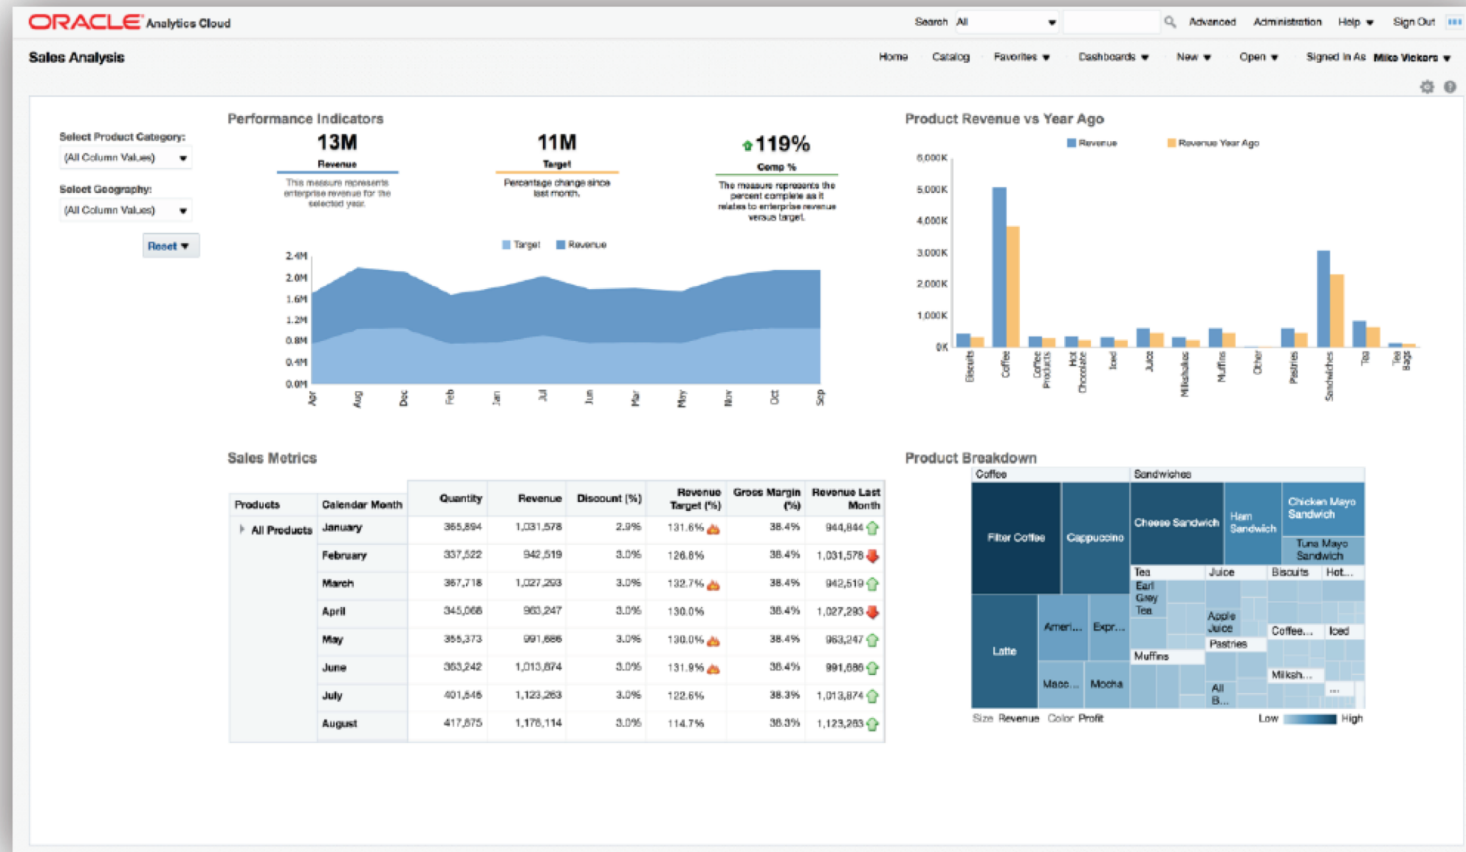 ORACLE Analytics Cloud
Search All Advanced Administration Help Sign Out
Sales Analysis
Home Catalog Favorites Dashboards New Open Signed In As Mike Vickers
Select Product Category:
(All Column Values)
Select Geography:
(All Column Values)
Reset
Performance Indicators
13M
Revenue
This measure represents
enterprise revenue for the
selected year.
11M
Target
Percentage change since
last month.
119%
Comp %
The measure represents the
percent complete as it
relates to enterprise revenue
versus target.
Target Revenue
2.4M
2.0M
1.6M
1.2M
0.8M
0.4M
0.0M
Apr Aug Dec Feb Jan Jul Jun Mar May Nov Oct Sep
Product Revenue vs Year Ago
Revenue Revenue Year Ago
6,000K
5,000K
4,000K
3,000K
2,000K
1,000K
0K
Biscuits
Coffee
Coffee
Products
Hot
Chocolate
Iced
Juice
Milkshakes
Muffins
Other
Pastries
Sandwiches
Tea
Tea
Bags
Sales Metrics
Products Calendar Month Quantity Revenue Discount (%) Revenue Target (%) Gross Margin (%) Revenue Last Month
All Products January 365,894 1,031,578 2.9% 131.6% 38.4% 944,844
February 337,522 942,519 3.0% 126.8% 38.4% 1,031,578
March 367,718 1,027,293 3.0% 132.7% 38.4% 942,519
April 345,068 963,247 3.0% 130.0% 38.4% 1,027,293
May 355,373 991,686 3.0% 130.0% 38.4% 963,247
June 363,242 1,013,874 3.0% 131.9% 38.4% 991,686
July 401,545 1,123,263 3.0% 122.6% 38.3% 1,013,874
August 417,875 1,178,114 3.0% 114.7% 38.3% 1,123,263
Product Breakdown
Coffee
Filter Coffee
Cappuccino
Latte
Ameri...
Expr...
Macc...
Mocha
Sandwiches
Cheese Sandwich
Ham
Sandwich
Chicken Mayo
Sandwich
Tuna Mayo
Sandwich
Tea
Earl
Grey
Tea
Muffins
Juice
Apple
Juice
Pastries
All
B...
Biscuits
Hot...
Coffee...
Iced
Milksh...
...
Size Revenue Color Profit
Low High